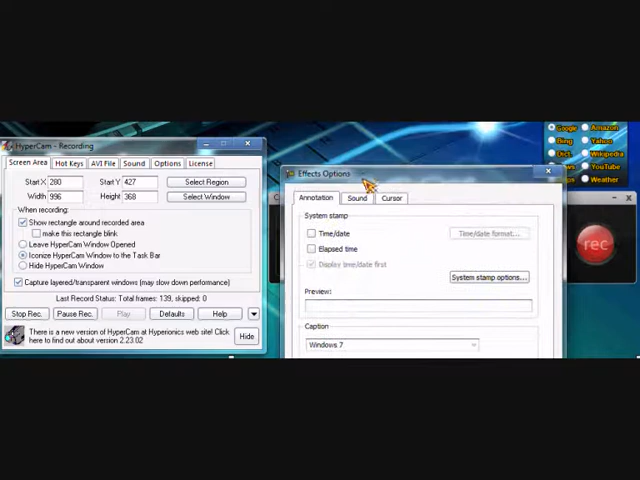 HyperCam - Recording
Screen Area Hot Keys AVI File Sound Options License
Start X 280 Start Y 427 Select Region
Width 996 Height 368 Select Window
When recording:
Show rectangle around recorded area
make this rectangle blink
Leave HyperCam Window Opened
Iconize HyperCam Window to the Task Bar
Hide HyperCam Window
Capture layered/transparent windows (may slow down performance)
Last Record Status: Total frames: 139, skipped: 0
Stop Rec. Pause Rec. Play Defaults Help
There is a new version of HyperCam at Hyperionics web site! Click
here to find out about version 2.23.02
Hide
Effects Options
Annotation Sound Cursor
System stamp
Time/date Time/date format...
Elapsed time
Display time/date first
System stamp options...
Preview:
Caption
Windows 7
Google Amazon
Bing Yahoo
Dict. Wikipedia
YouTube
Weather
rec